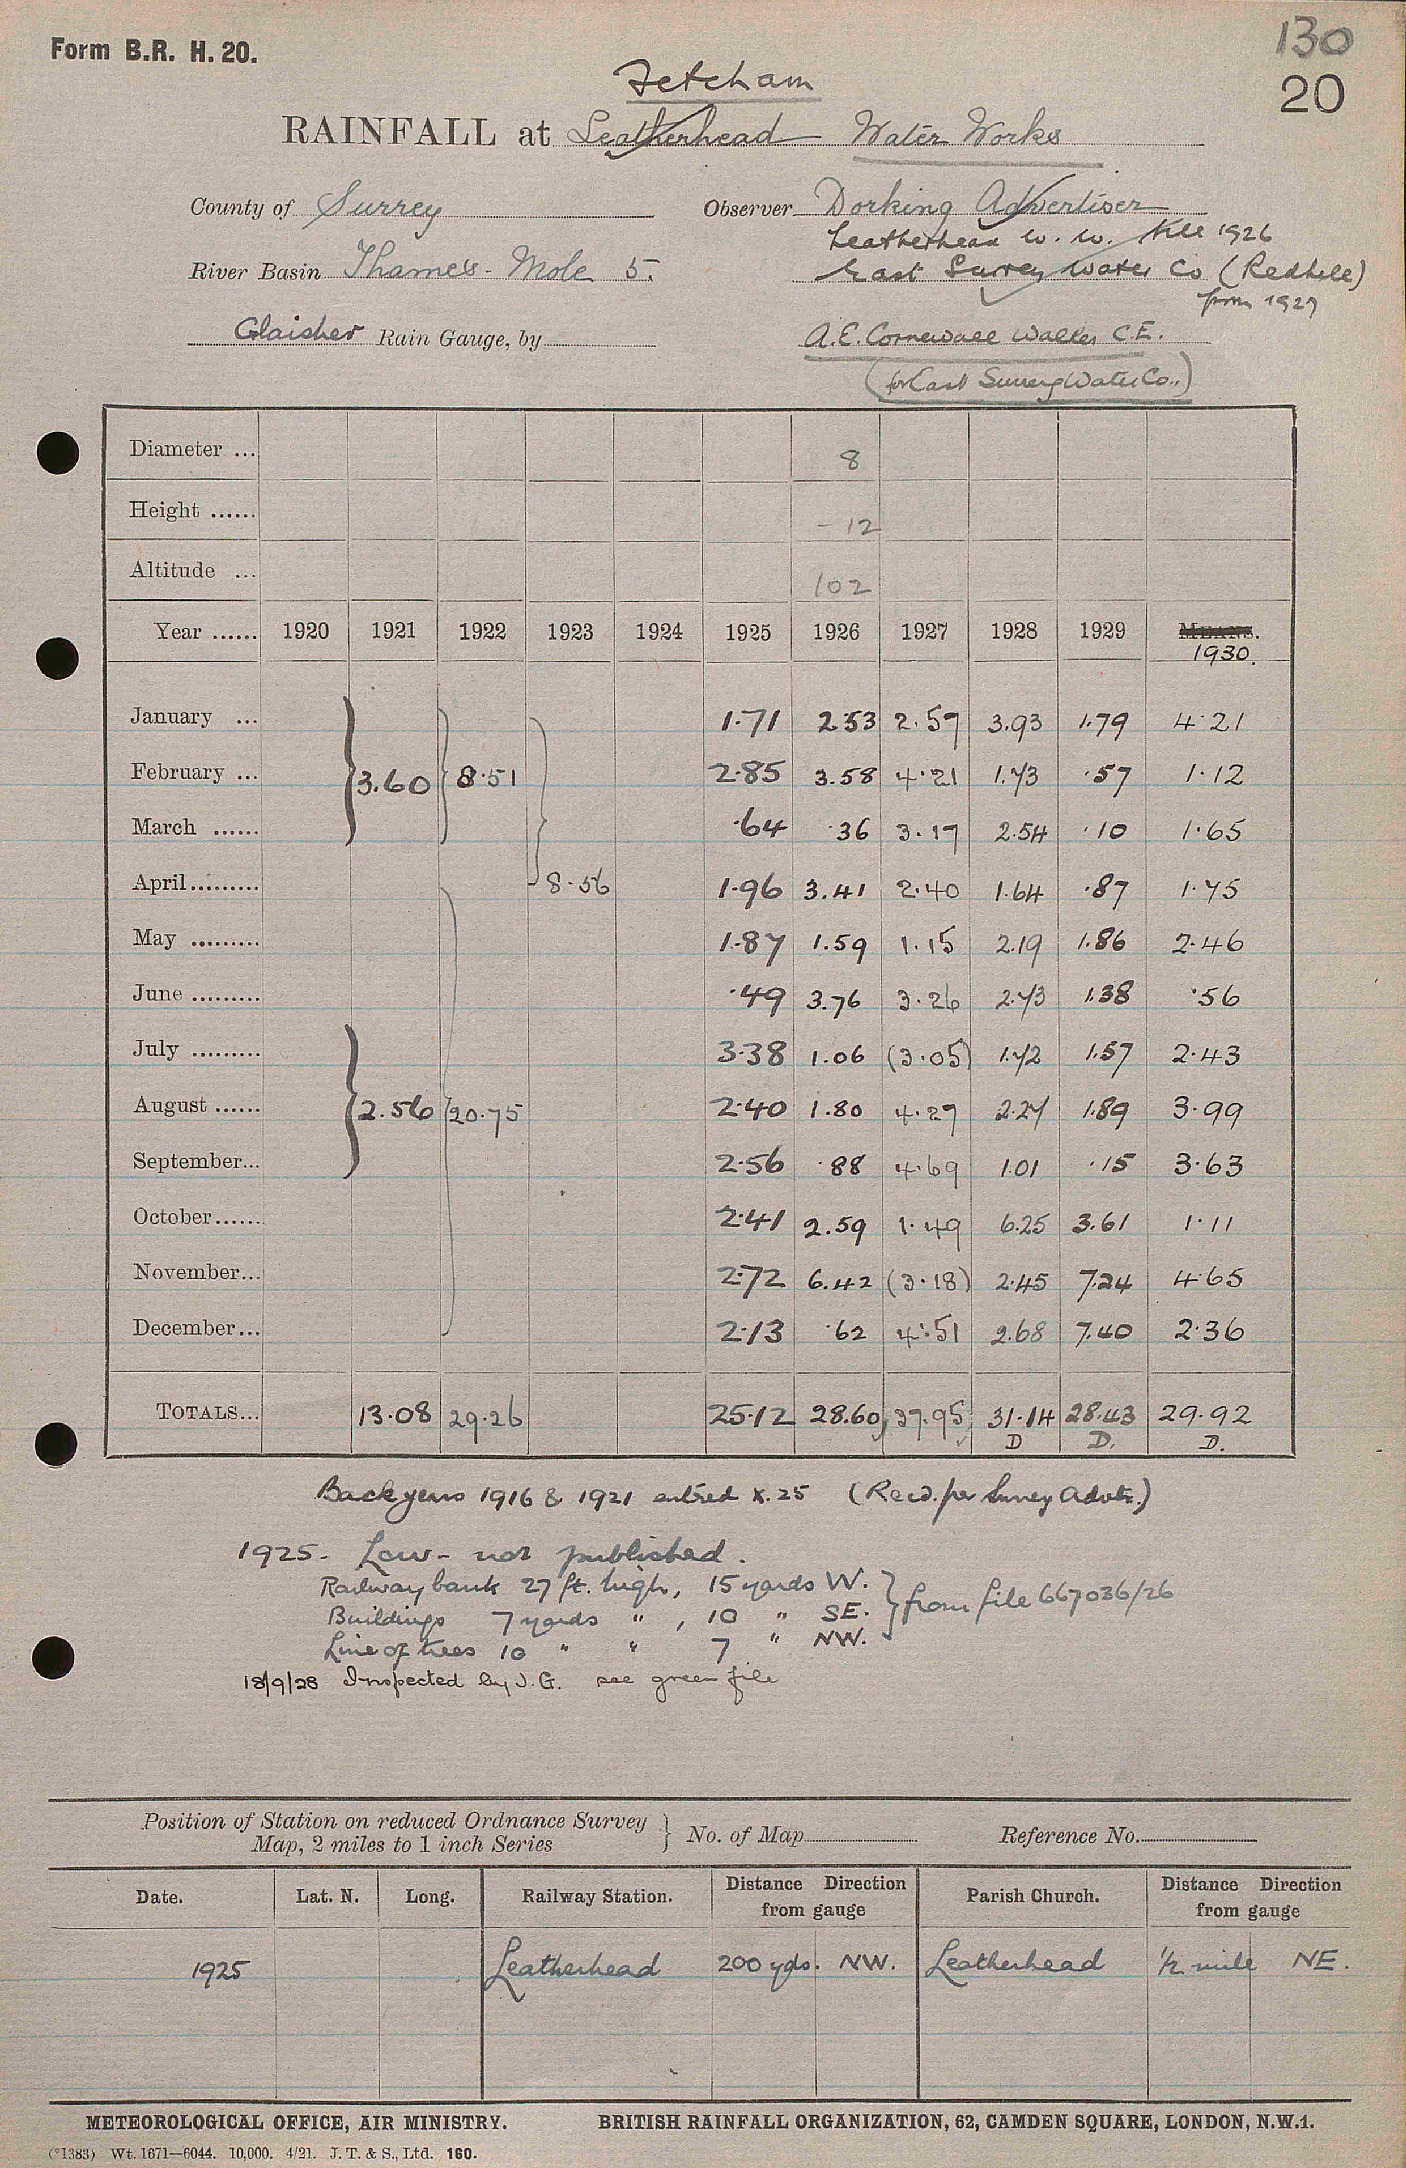 130
Form B.R. H. 20.
20
Fetcham
RAINFALL at Leatherhead Water Works
County of Surrey Observer Dorking Advertiser
Leatherhead W. W. till 1926
River Basin Thames - Mole 5. East Surrey Water Co (Redhill)
from 1927
Glaisher Rain Gauge, by A.E. Cornewall Walker C.E.
(for East Surrey Water Co.,)
Diameter ... 8
Height ...... - 12
Altitude ... 102
Year ...... 1920 1921 1922 1923 1924 1925 1926 1927 1928 1929 MEANS.
1930.
January ... 1.71 2.53 2.57 3.93 1.79 4.21
February ... 3.60 8.51 2.85 3.58 4.21 1.73 .57 1.12
March ...... .64 .36 3.17 2.54 .10 1.65
April ......... 8.56 1.96 3.41 2.40 1.64 .87 1.75
May ......... 1.87 1.59 1.15 2.19 1.86 2.46
June ......... .49 3.76 3.26 2.73 1.38 .56
July ......... 3.38 1.06 (3.05) 1.72 1.57 2.43
August ...... 2.56 20.75 2.40 1.80 4.27 2.27 1.89 3.99
September... 2.56 .88 4.69 1.01 .15 3.63
October...... 2.41 2.59 1.49 6.25 3.61 1.11
November... 2.72 6.42 (3.18) 2.45 7.24 4.65
December... 2.13 .62 4.51 2.68 7.40 2.36
TOTALS... 13.08 29.26 25.12 28.60 37.95 31.14 28.43 29.92
D D. D.
Back years 1916 & 1921 entred X.25 (Recd. per Surrey Advtr.)
1925 - Low - not published.
Railway bank 27 ft. high, 15 yards W.
Buildings 7 yards " , 10 " SE. } from file 667036/26
Line of trees 10 " " 7 " NW.
18/9/28 Inspected by J.G. see green file
Position of Station on reduced Ordnance Survey
Map, 2 miles to 1 inch Series } No. of Map Reference No.
Date. Lat. N. Long. Railway Station. Distance Direction from gauge Parish Church. Distance Direction from gauge
1925 Leatherhead 200 yds. NW. Leatherhead 1/2 mile NE.
METEOROLOGICAL OFFICE, AIR MINISTRY. BRITISH RAINFALL ORGANIZATION, 62, CAMDEN SQUARE, LONDON, N.W.1.
(*1383) Wt. 1671—6044. 10,000. 4/21. J. T. & S., Ltd. 160.